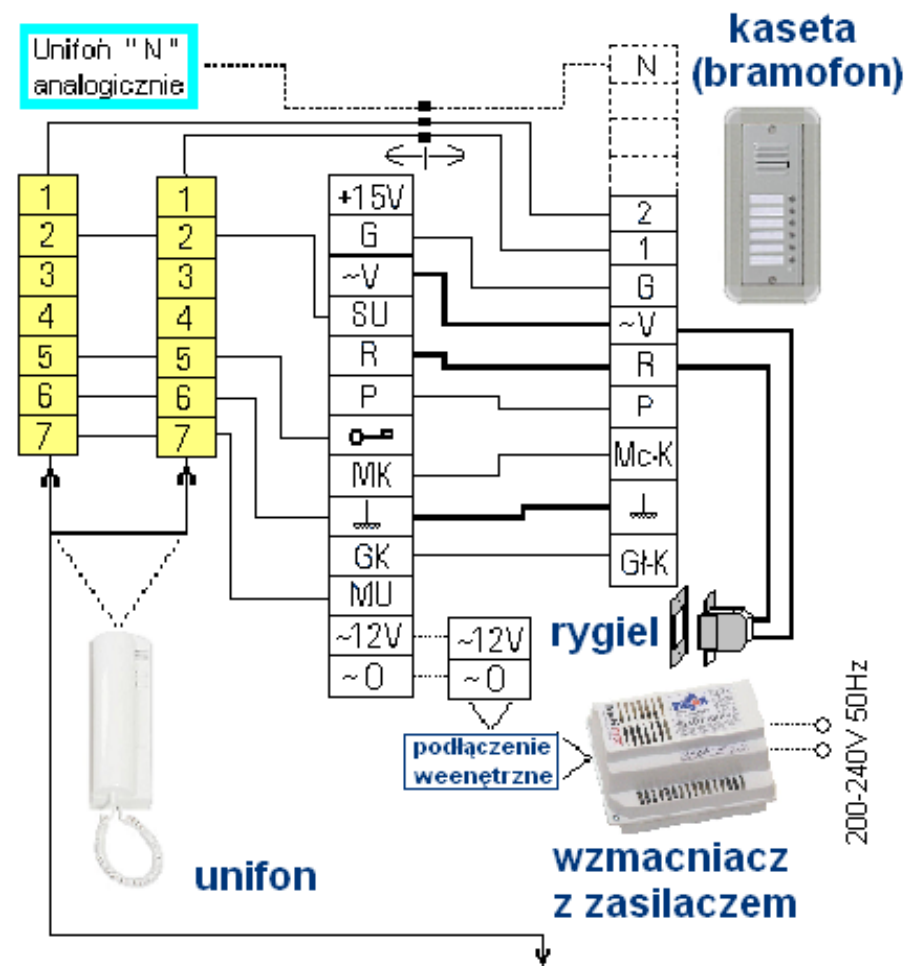 kaseta
(bramofon)
Unifoń "N"
analogicznie
N
1
2
3
4
5
6
7
1
2
3
4
5
6
7
+15V
G
~V
SU
R
P
MK
GK
MU
~12V
~0
2
1
G
~V
R
P
Mc-K
Gł-K
~12V
~0
rygiel
podłączenie
weenętrzne
200-240V 50Hz
unifon
wzmacniacz
z zasilaczem